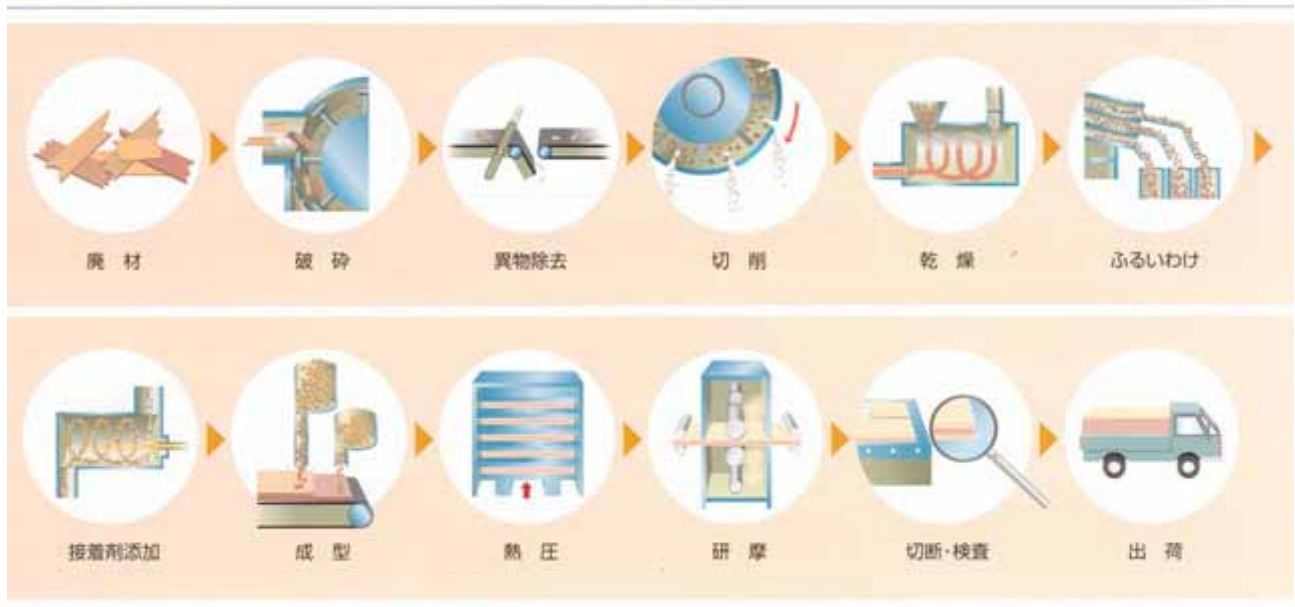 廃材
破砕
異物除去
切削
乾燥
ふるいわけ
接着剤添加
成型
熱圧
研摩
切断・検査
出荷